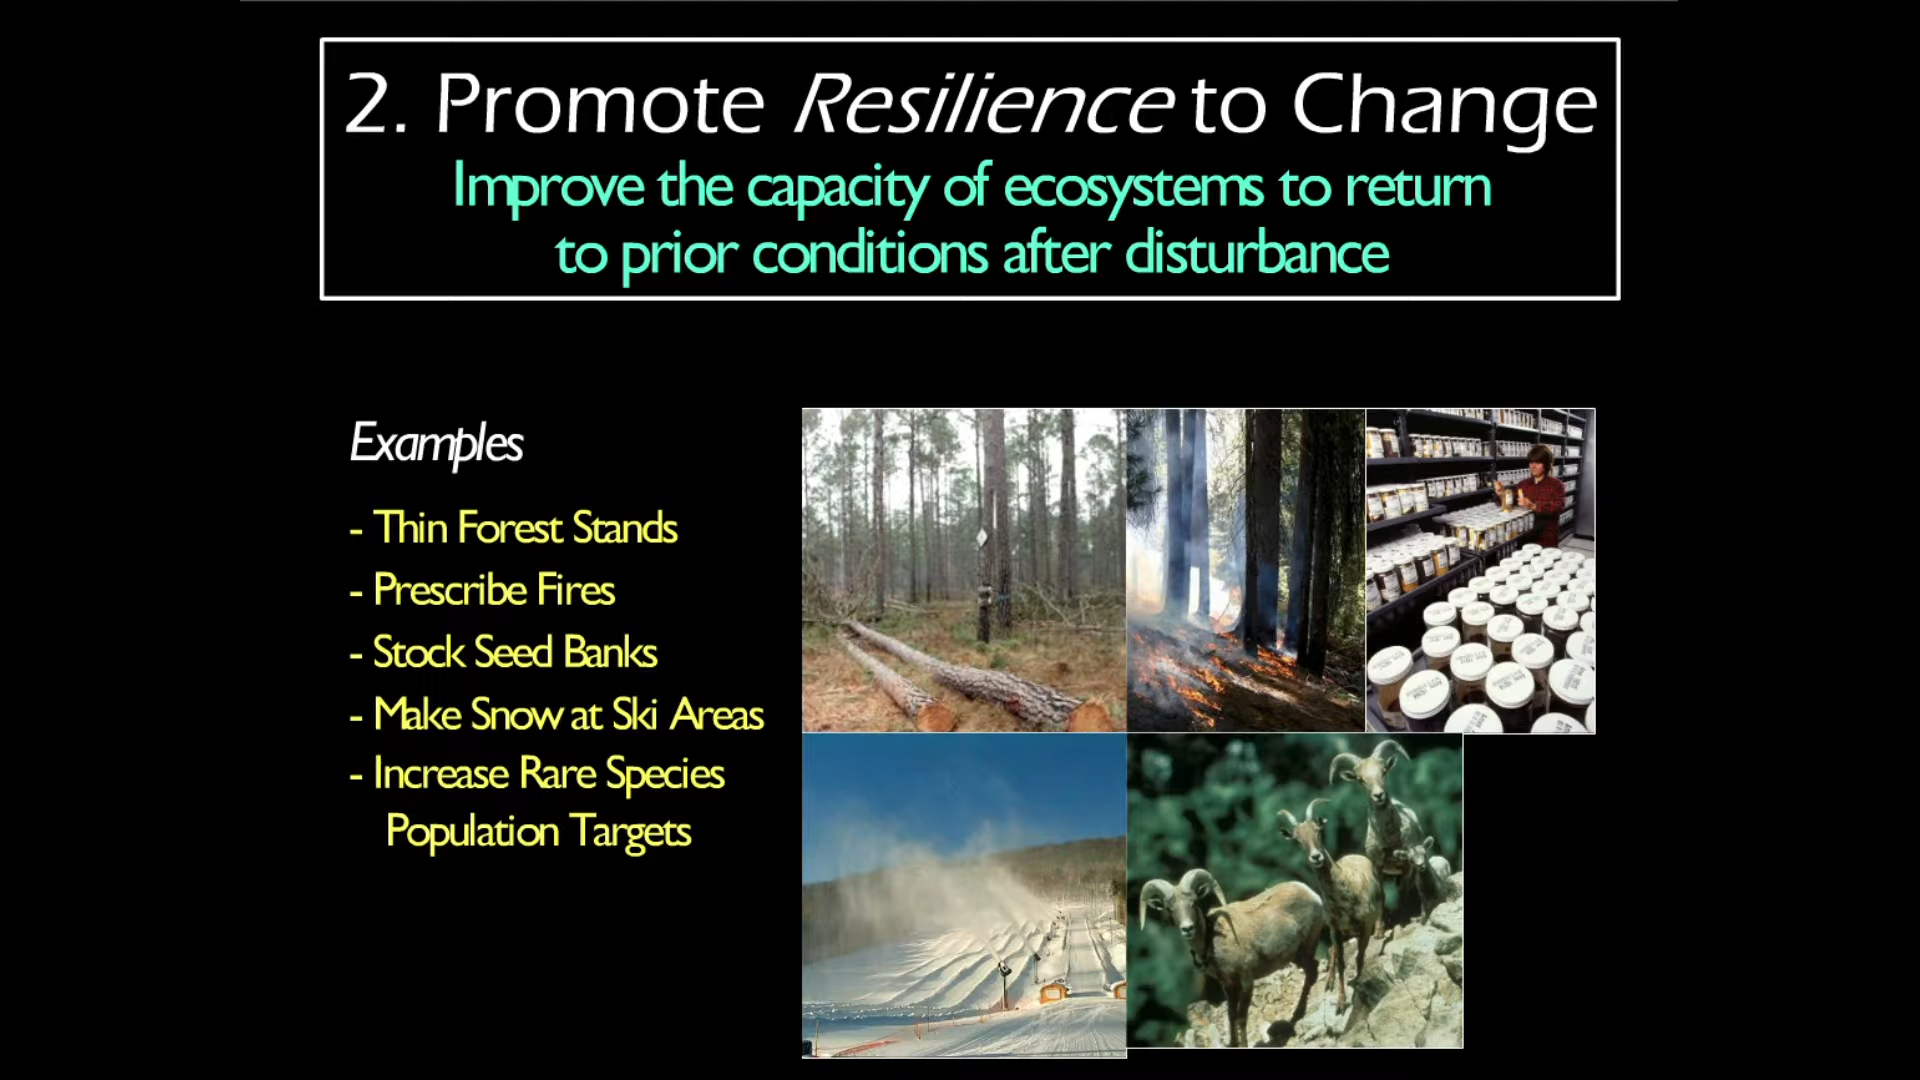 2. Promote Resilience to Change
Improve the capacity of ecosystems to return
to prior conditions after disturbance
Examples
- Thin Forest Stands
- Prescribe Fires
- Stock Seed Banks
- Make Snow at Ski Areas
- Increase Rare Species
Population Targets